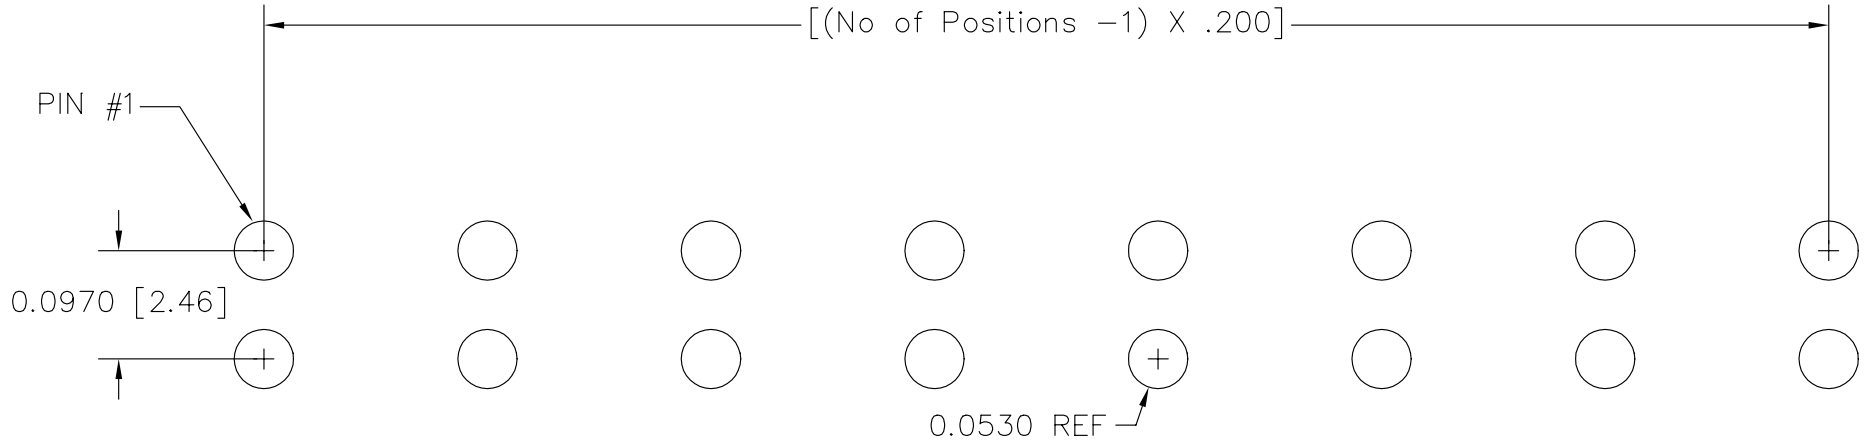 [(No of Positions -1) X .200]
PIN #1
0.0970 [2.46]
0.0530 REF